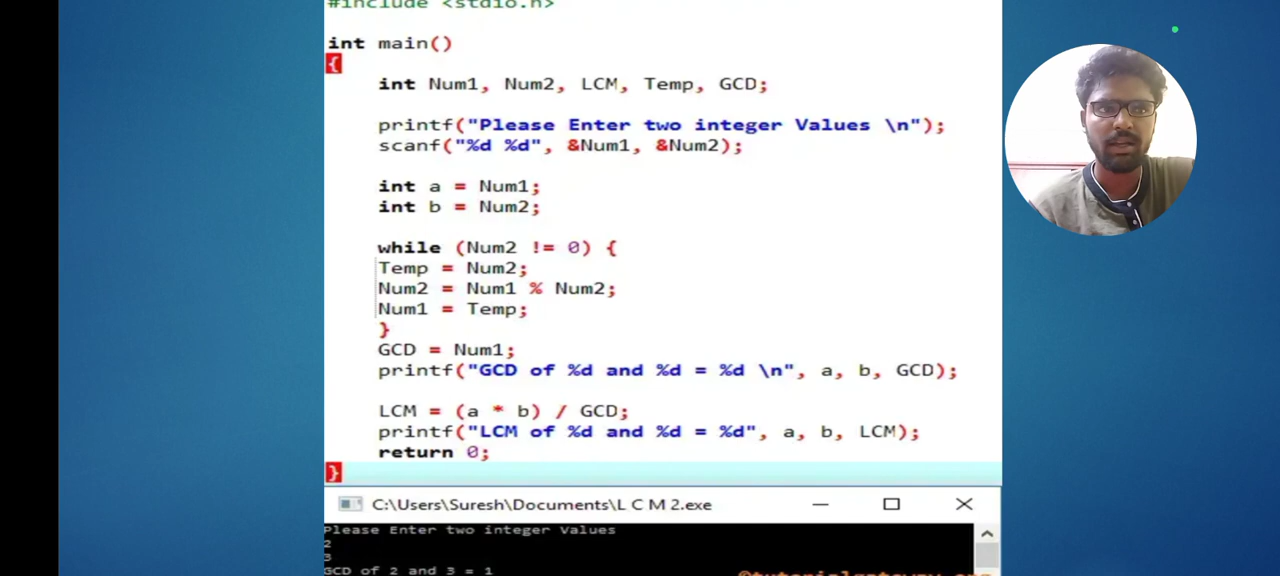 #include <stdio.h>
int main()
{
int Num1, Num2, LCM, Temp, GCD;
printf("Please Enter two integer Values \n");
scanf("%d %d", &Num1, &Num2);
int a = Num1;
int b = Num2;
while (Num2 != 0) {
Temp = Num2;
Num2 = Num1 % Num2;
Num1 = Temp;
}
GCD = Num1;
printf("GCD of %d and %d = %d \n", a, b, GCD);
LCM = (a * b) / GCD;
printf("LCM of %d and %d = %d", a, b, LCM);
return 0;
}
C:\Users\Suresh\Documents\L C M 2.exe
Please Enter two integer Values
2
3
GCD of 2 and 3 = 1
©tutorialgateway.org